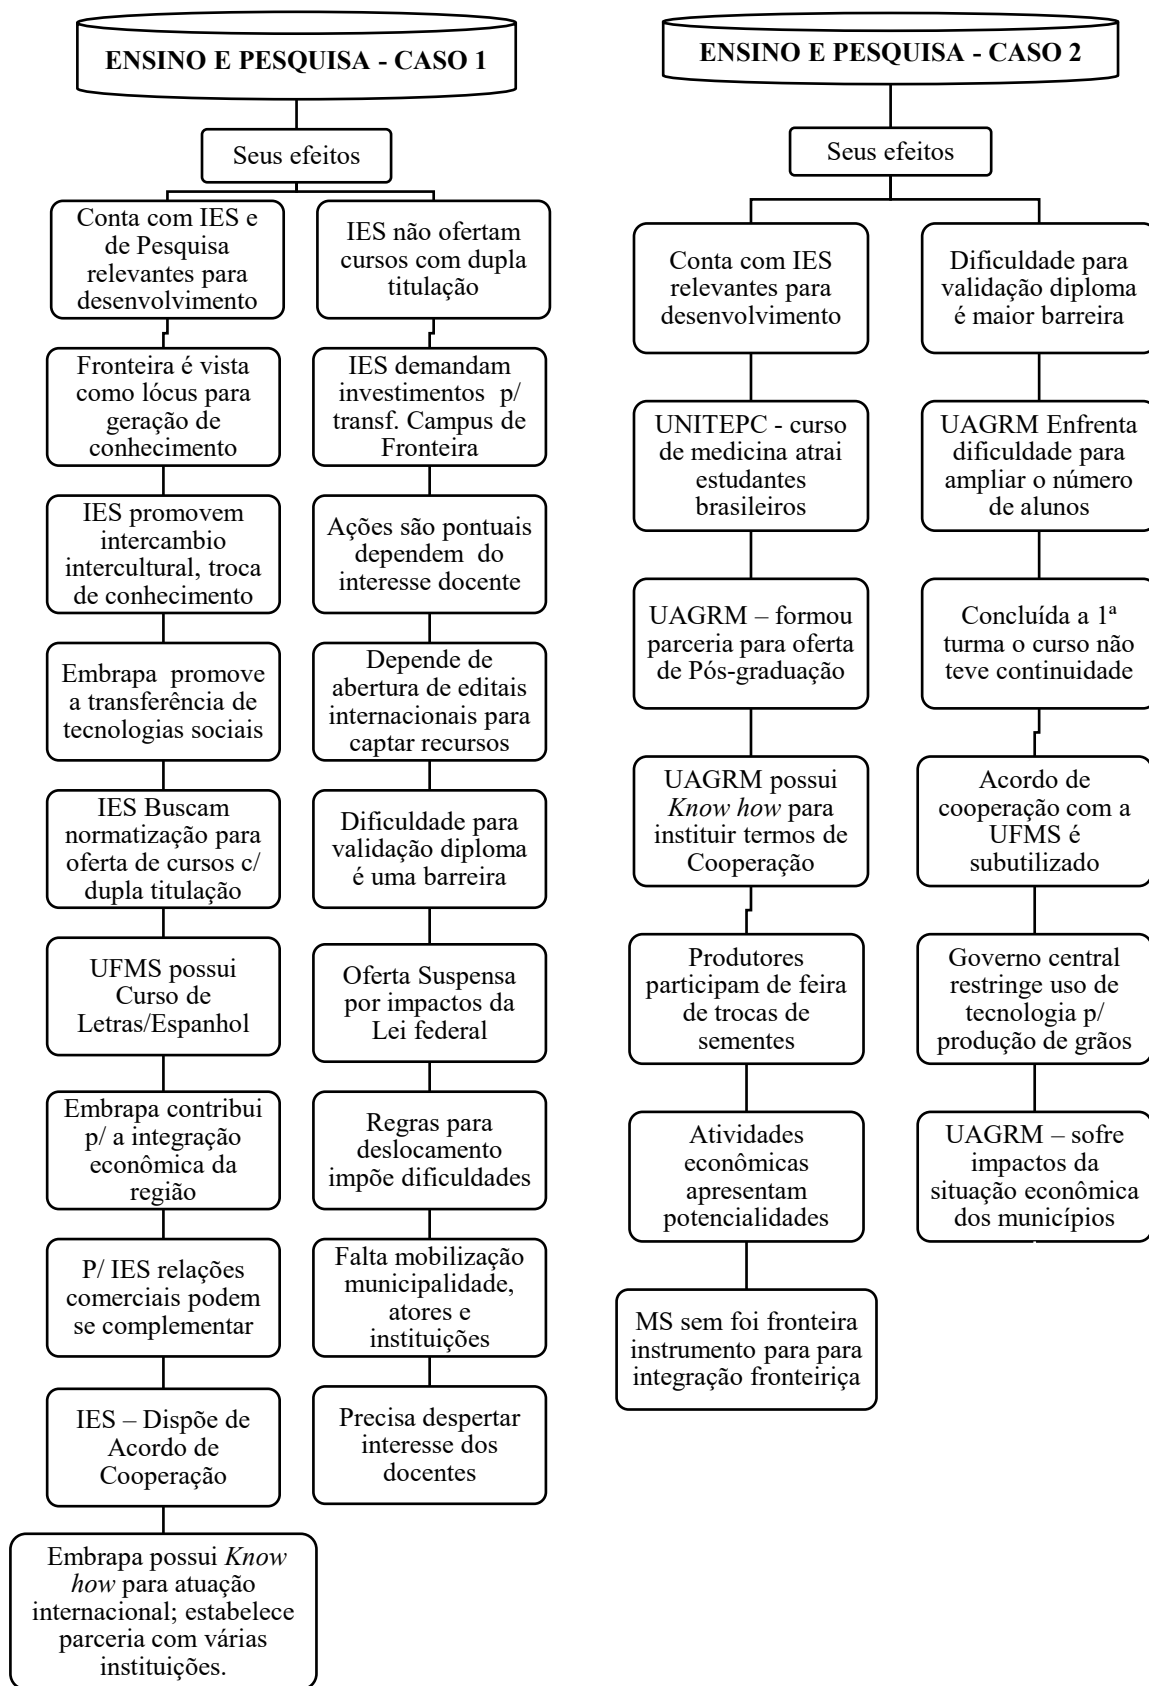 ENSINO E PESQUISA - CASO 1
Seus efeitos
Conta com IES e
de Pesquisa
relevantes para
desenvolvimento
Fronteira é vista
como lócus para
geração de
conhecimento
IES promovem
intercambio
intercultural, troca
de conhecimento
Embrapa promove
a transferência de
tecnologias sociais
IES Buscam
normatização para
oferta de cursos c/
dupla titulação
UFMS possui
Curso de
Letras/Espanhol
Embrapa contribui
p/ a integração
econômica da
região
P/ IES relações
comerciais podem
se complementar
IES – Dispõe de
Acordo de
Cooperação
Embrapa possui Know
how para atuação
internacional; estabelece
parceria com várias
instituições.
IES não ofertam
cursos com dupla
titulação
IES demandam
investimentos p/
transf. Campus de
Fronteira
Ações são pontuais
dependem do
interesse docente
Depende de
abertura de editais
internacionais para
captar recursos
Dificuldade para
validação diploma
é uma barreira
Oferta Suspensa
por impactos da
Lei federal
Regras para
deslocamento
impõe dificuldades
Falta mobilização
municipalidade,
atores e
instituições
Precisa despertar
interesse dos
docentes
ENSINO E PESQUISA - CASO 2
Seus efeitos
Conta com IES
relevantes para
desenvolvimento
UNITEPC - curso
de medicina atrai
estudantes
brasileiros
UAGRM – formou
parceria para oferta
de Pós-graduação
UAGRM possui
Know how para
instituir termos de
Cooperação
Produtores
participam de feira
de trocas de
sementes
Atividades
econômicas
apresentam
potencialidades
MS sem foi fronteira
instrumento para para
integração fronteiriça
Dificuldade para
validação diploma
é maior barreira
UAGRM Enfrenta
dificuldade para
ampliar o número
de alunos
Concluída a 1ª
turma o curso não
teve continuidade
Acordo de
cooperação com a
UFMS é
subutilizado
Governo central
restringe uso de
tecnologia p/
produção de grãos
UAGRM – sofre
impactos da
situação econômica
dos municípios